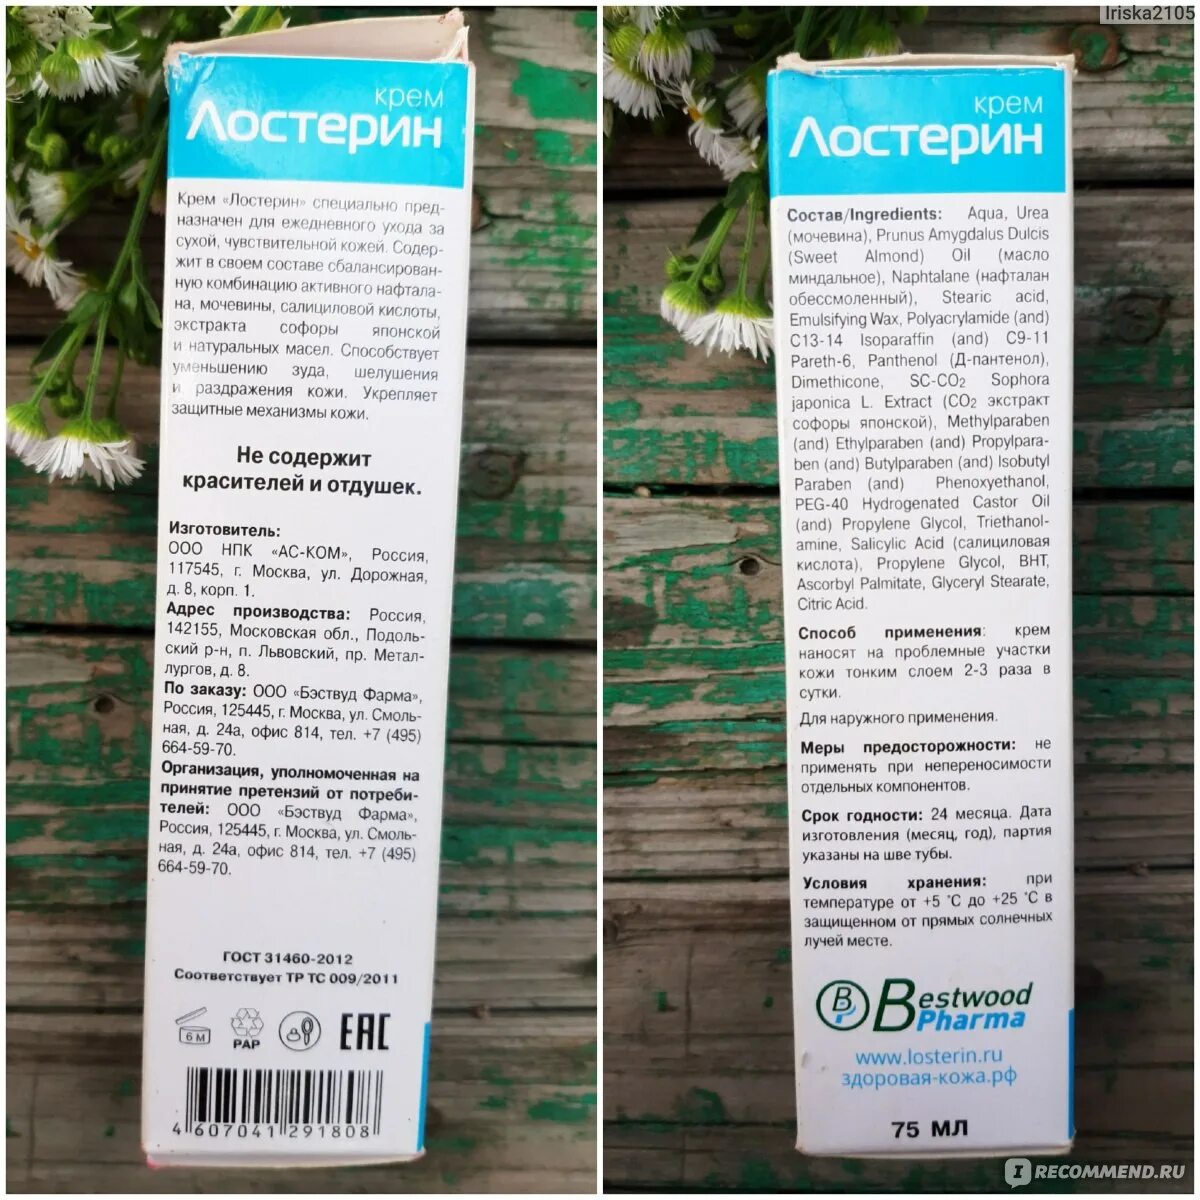 Iriska2105
крем
Лостерин
Крем «Лостерин» специально пред-
назначен для ежедневного ухода за
сухой, чувствительной кожей. Содер-
жит в своем составе сбалансирован-
ную комбинацию активного нафтала-
на, мочевины, салициловой кислоты,
экстракта софоры японской
и натуральных масел. Способствует
уменьшению зуда, шелушения
и раздражения кожи. Укрепляет
защитные механизмы кожи.
Не содержит
красителей и отдушек.
Изготовитель:
ООО НПК «АС-КОМ», Россия,
117545, г. Москва, ул. Дорожная,
д. 8, корп. 1.
Адрес производства: Россия,
142155, Московская обл., Подоль-
ский р-н, п. Львовский, пр. Метал-
лургов, д. 8.
По заказу: ООО «Бэствуд Фарма»,
Россия, 125445, г. Москва, ул. Смоль-
ная, д. 24а, офис 814, тел. +7 (495)
664-59-70.
Организация, уполномоченная на
принятие претензий от потреби-
телей: ООО «Бэствуд Фарма»,
Россия, 125445, г. Москва, ул. Смоль-
ная, д. 24а, офис 814, тел. +7 (495)
664-59-70.
ГОСТ 31460-2012
Соответствует ТР ТС 009/2011
6 М
PAP
EAC
4 607041 291808
крем
Лостерин
Состав/Ingredients: Aqua, Urea
(мочевина), Prunus Amygdalus Dulcis
(Sweet Almond) Oil (масло
миндальное), Naphtalane (нафталан
обессмоленный), Stearic acid,
Emulsifying Wax, Polyacrylamide (and)
C13-14 Isoparaffin (and) C9-11
Pareth-6, Panthenol (Д-пантенол),
Dimethicone, SC-CO2 Sophora
japonica L. Extract (CO2 экстракт
софоры японской), Methylparaben
(and) Ethylparaben (and) Propylpara-
ben (and) Butylparaben (and) Isobutyl
Paraben (and) Phenoxyethanol,
PEG-40 Hydrogenated Castor Oil
(and) Propylene Glycol, Triethanol-
amine, Salicylic Acid (салициловая
кислота), Propylene Glycol, BHT,
Ascorbyl Palmitate, Glyceryl Stearate,
Citric Acid.
Способ применения: крем
наносят на проблемные участки
кожи тонким слоем 2-3 раза в
сутки.
Для наружного применения.
Меры предосторожности: не
применять при непереносимости
отдельных компонентов.
Срок годности: 24 месяца. Дата
изготовления (месяц, год), партия
указаны на шве тубы.
Условия хранения: при
температуре от +5 °С до +25 °С в
защищенном от прямых солнечных
лучей месте.
Bestwood
Pharma
www.losterin.ru
здоровая-кожа.рф
75 МЛ
I RECOMMEND.RU